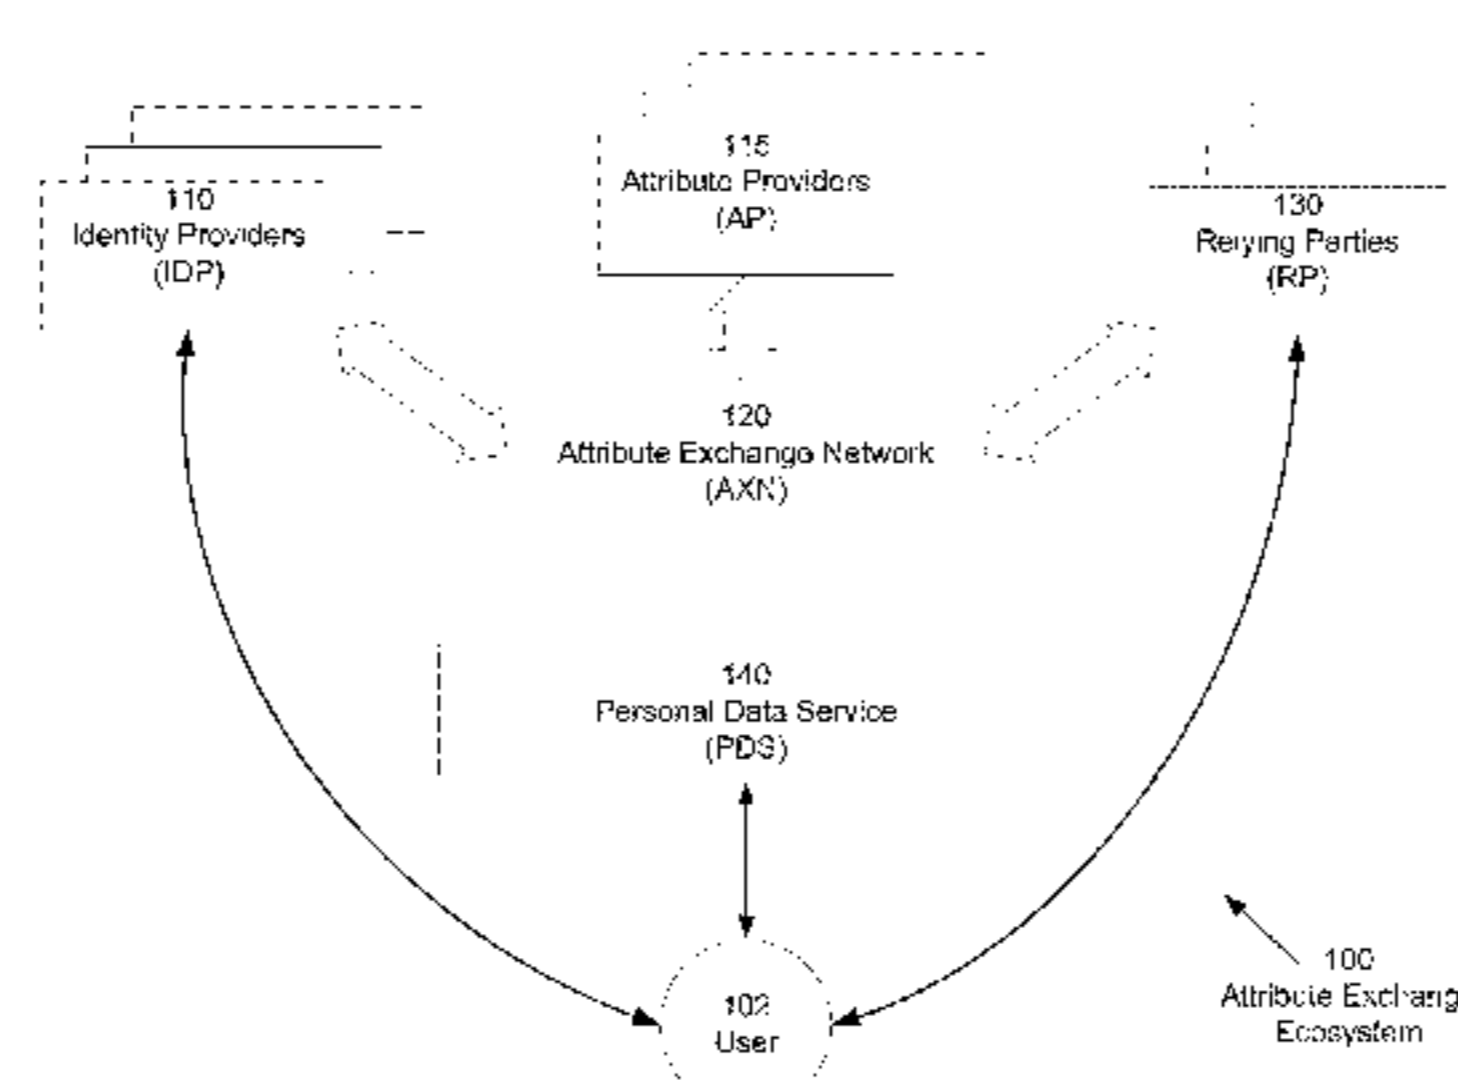 115
Attribute Providers
(AP)
110
Identity Providers
(IDP)
130
Relying Parties
(RP)
120
Attribute Exchange Network
(AXN)
140
Personal Data Service
(PDS)
102
User
100
Attribute Exchang
Ecosystem